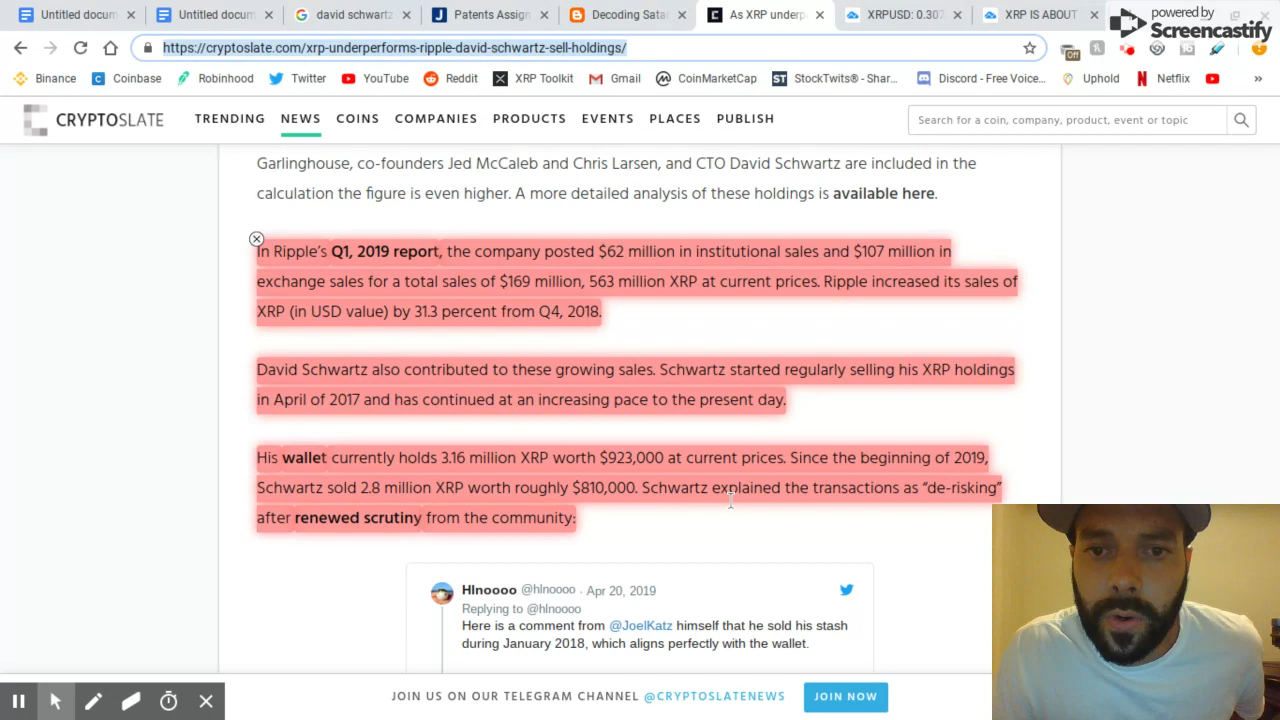 Untitled docum
Untitled docum
david schwartz
Patents Assign
Decoding Satan
As XRP underp
XRPUSD: 0.307
XRP IS ABOUT
powered by
Screencastify
https://cryptoslate.com/xrp-underperforms-ripple-david-schwartz-sell-holdings/
Off
16
Binance
Coinbase
Robinhood
Twitter
YouTube
Reddit
XRP Toolkit
Gmail
CoinMarketCap
ST
StockTwits® - Shar...
Discord - Free Voice...
Uphold
Netflix
»
CRYPTOSLATE
TRENDING
NEWS
COINS
COMPANIES
PRODUCTS
EVENTS
PLACES
PUBLISH
Search for a coin, company, product, event or topic
Garlinghouse, co-founders Jed McCaleb and Chris Larsen, and CTO David Schwartz are included in the
calculation the figure is even higher. A more detailed analysis of these holdings is available here.
In Ripple's Q1, 2019 report, the company posted $62 million in institutional sales and $107 million in
exchange sales for a total sales of $169 million, 563 million XRP at current prices. Ripple increased its sales of
XRP (in USD value) by 31.3 percent from Q4, 2018.
David Schwartz also contributed to these growing sales. Schwartz started regularly selling his XRP holdings
in April of 2017 and has continued at an increasing pace to the present day.
His wallet currently holds 3.16 million XRP worth $923,000 at current prices. Since the beginning of 2019,
Schwartz sold 2.8 million XRP worth roughly $810,000. Schwartz explained the transactions as “de-risking”
after renewed scrutiny from the community:
Hlnoooo @hlnoooo · Apr 20, 2019
Replying to @hlnoooo
Here is a comment from @JoelKatz himself that he sold his stash
during January 2018, which aligns perfectly with the wallet.
JOIN US ON OUR TELEGRAM CHANNEL @CRYPTOSLATENEWS
JOIN NOW